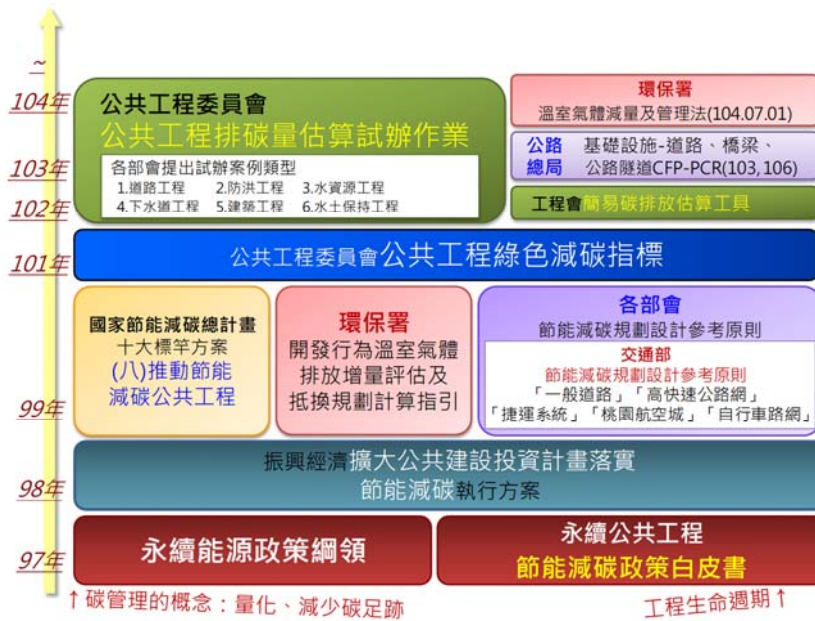 ~
104年
公共工程委員會
公共工程排碳量估算試辦作業
各部會提出試辦案例類型
1.道路工程 2.防洪工程 3.水資源工程
4.下水道工程 5.建築工程 6.水土保持工程
環保署
溫室氣體減量及管理法(104.07.01)
公路總局
基礎設施-道路、橋梁、
公路隧道CFP-PCR(103, 106)
工程會簡易碳排放估算工具
103年
102年
101年
公共工程委員會公共工程綠色減碳指標
國家節能減碳總計畫
十大標竿方案
(八)推動節能
減碳公共工程
環保署
開發行為溫室氣體
排放增量評估及
抵換規劃計算指引
各部會
節能減碳規劃設計參考原則
交通部
節能減碳規劃設計參考原則
「一般道路」「高快速公路網」
「捷運系統」「桃園航空城」「自行車路網」
99年
振興經濟擴大公共建設投資計畫落實
節能減碳執行方案
98年
永續能源政策綱領
永續公共工程
節能減碳政策白皮書
97年
↑碳管理的概念：量化、減少碳足跡
工程生命週期↑